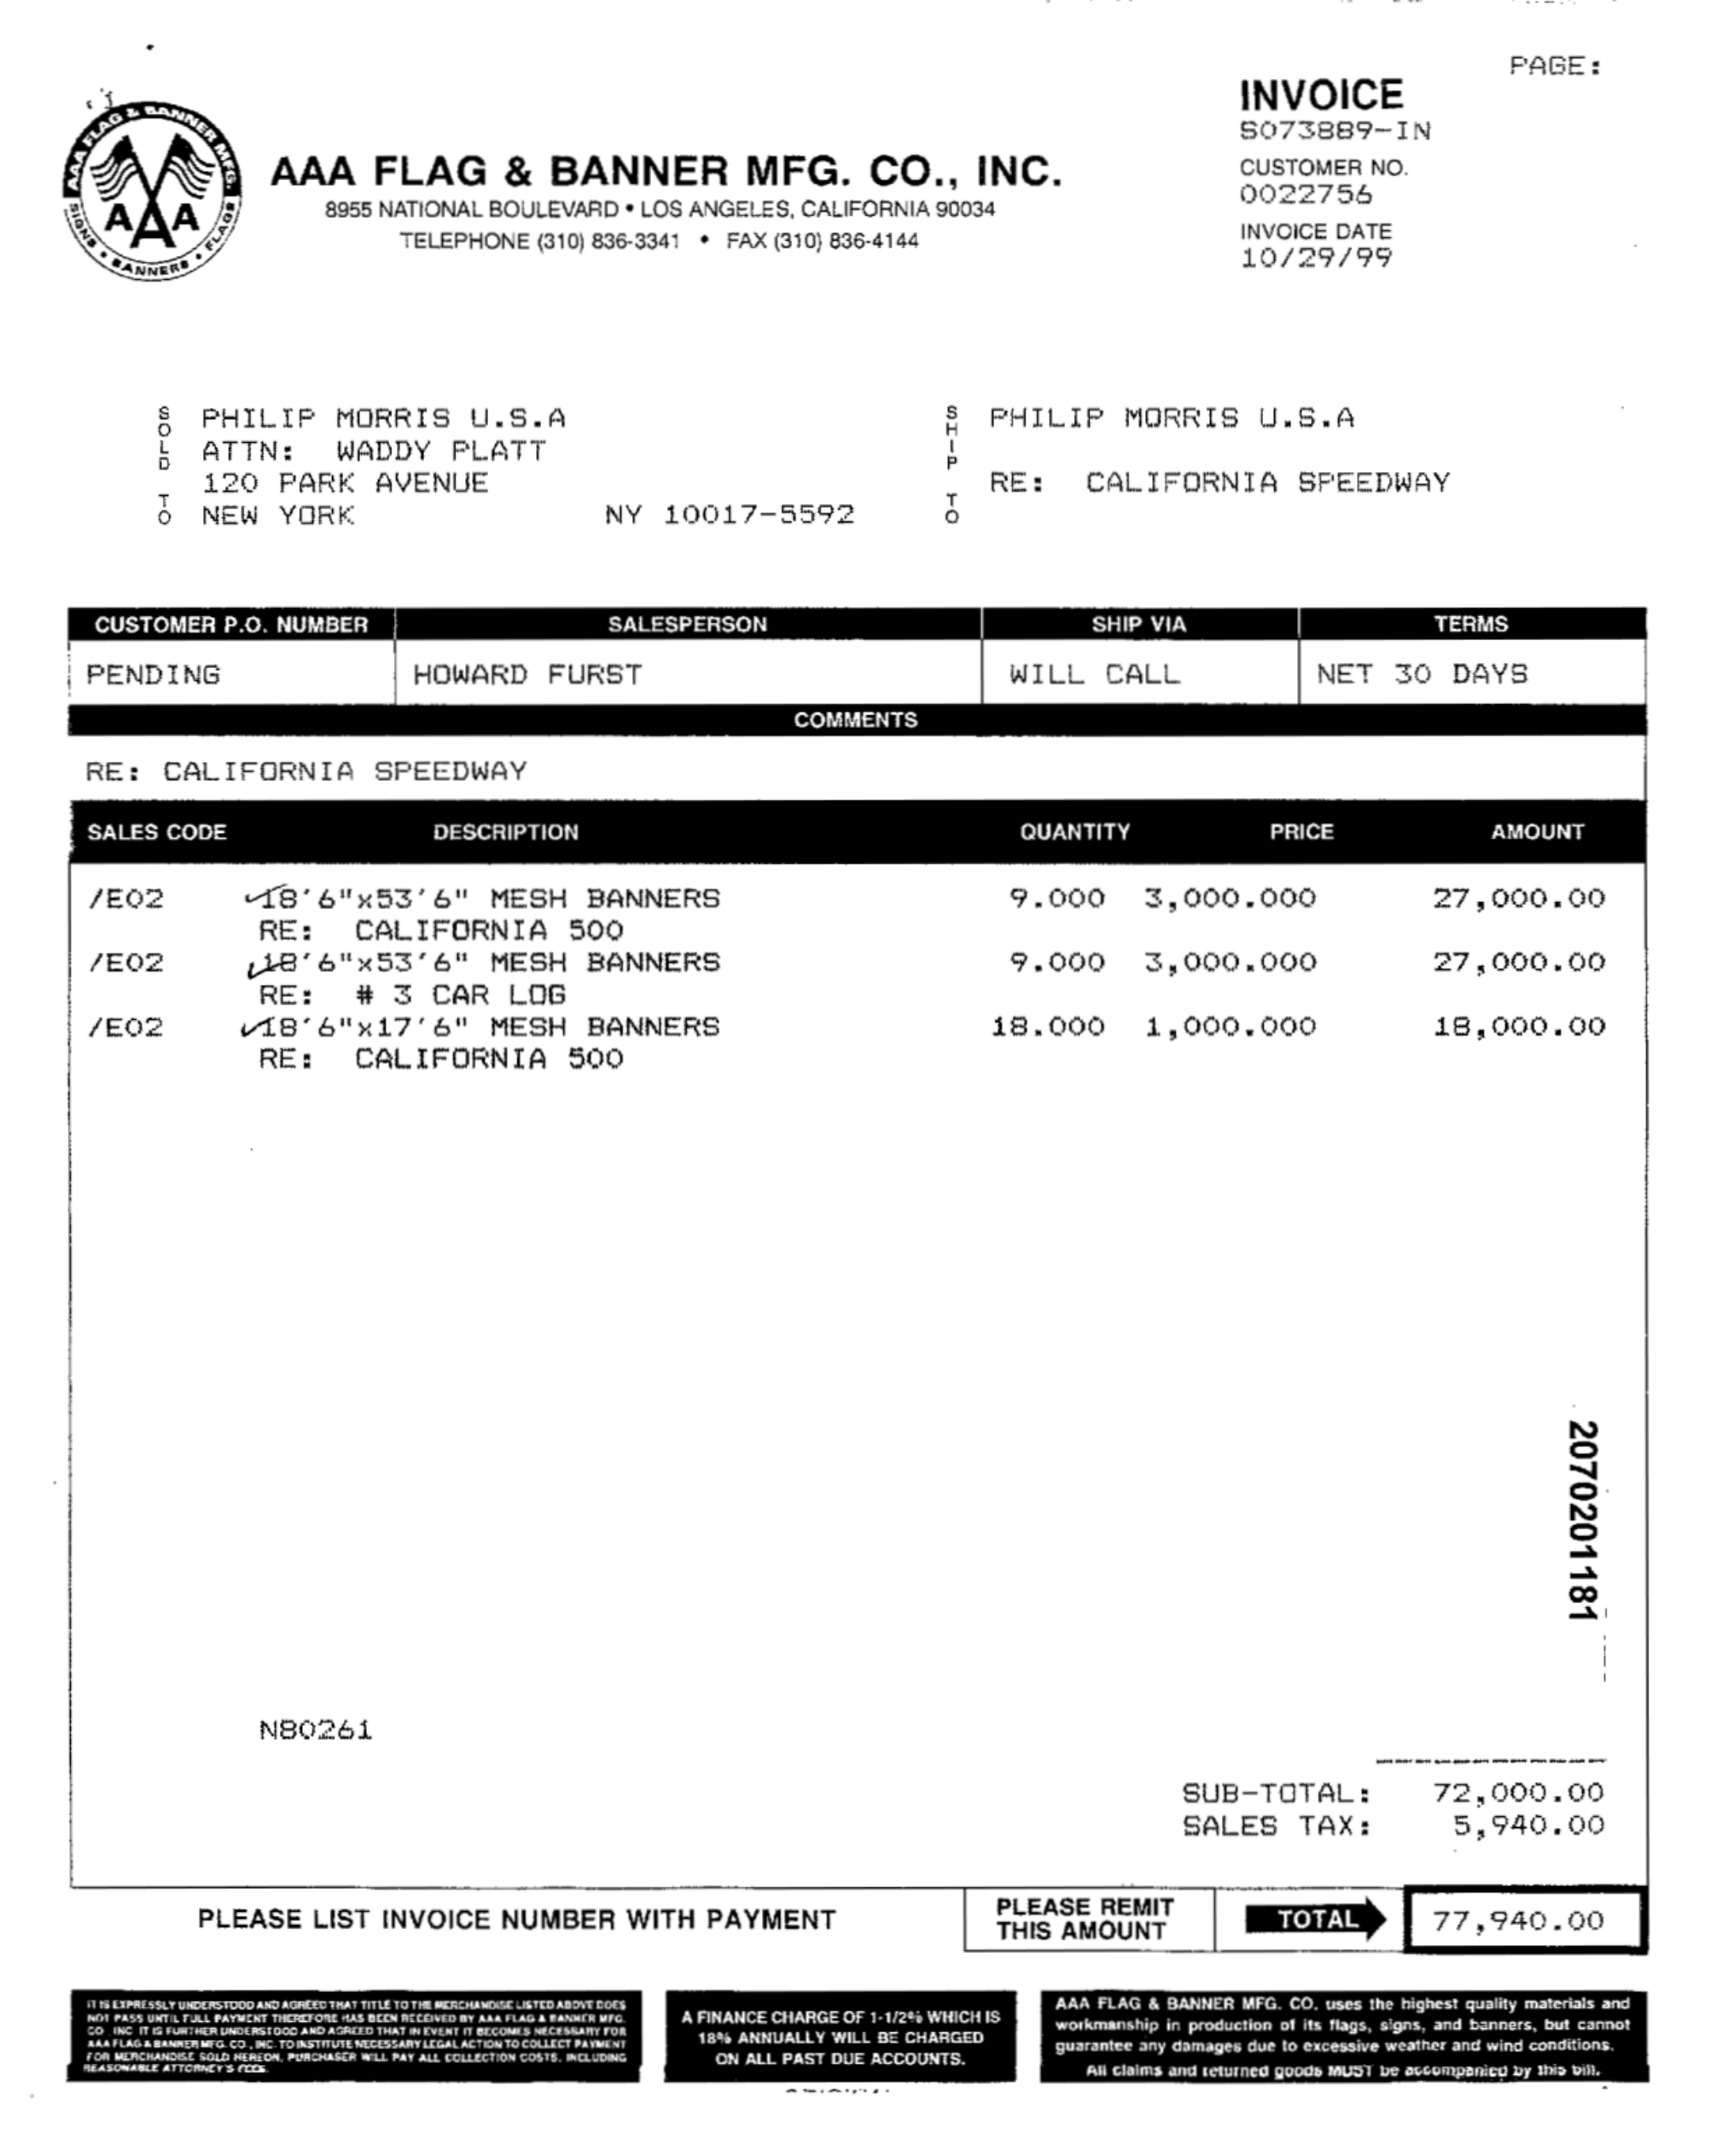 PAGE:
INVOICE
S073889-IN
CUSTOMER NO.
0022756
INVOICE DATE
10/29/99
AAA FLAG & BANNER MFG.
AAA
SIGNS • BANNERS • FLAGS
AAA FLAG & BANNER MFG. CO., INC.
8955 NATIONAL BOULEVARD • LOS ANGELES, CALIFORNIA 90034
TELEPHONE (310) 836-3341 • FAX (310) 836-4144
SOLD TO
PHILIP MORRIS U.S.A
ATTN: WADDY PLATT
120 PARK AVENUE
NEW YORK NY 10017-5592
SHIP TO
PHILIP MORRIS U.S.A
RE: CALIFORNIA SPEEDWAY
CUSTOMER P.O. NUMBER SALESPERSON SHIP VIA TERMS
PENDING HOWARD FURST WILL CALL NET 30 DAYS
COMMENTS
RE: CALIFORNIA SPEEDWAY
SALES CODE DESCRIPTION QUANTITY PRICE AMOUNT
/E02 18'6"x53'6" MESH BANNERS 9.000 3,000.000 27,000.00
RE: CALIFORNIA 500
/E02 18'6"x53'6" MESH BANNERS 9.000 3,000.000 27,000.00
RE: # 3 CAR LOG
/E02 18'6"x17'6" MESH BANNERS 18.000 1,000.000 18,000.00
RE: CALIFORNIA 500
2070201181
N80261
SUB-TOTAL: 72,000.00
SALES TAX: 5,940.00
PLEASE LIST INVOICE NUMBER WITH PAYMENT
PLEASE REMIT
THIS AMOUNT
TOTAL
77,940.00
IT IS EXPRESSLY UNDERSTOOD AND AGREED THAT TITLE TO THE MERCHANDISE LISTED ABOVE DOES
NOT PASS UNTIL FULL PAYMENT THEREFORE HAS BEEN RECEIVED BY AAA FLAG & BANNER MFG.
CO., INC. IT IS FURTHER UNDERSTOOD AND AGREED THAT IN EVENT IT BECOMES NECESSARY FOR
AAA FLAG & BANNER MFG. CO., INC. TO INSTITUTE NECESSARY LEGAL ACTION TO COLLECT PAYMENT
FOR MERCHANDISE SOLD HEREON, PURCHASER WILL PAY ALL COLLECTION COSTS, INCLUDING
REASONABLE ATTORNEY'S FEES.
A FINANCE CHARGE OF 1-1/2% WHICH IS
18% ANNUALLY WILL BE CHARGED
ON ALL PAST DUE ACCOUNTS.
AAA FLAG & BANNER MFG. CO. uses the highest quality materials and
workmanship in production of its flags, signs, and banners, but cannot
guarantee any damages due to excessive weather and wind conditions.
All claims and returned goods MUST be accompanied by this bill.